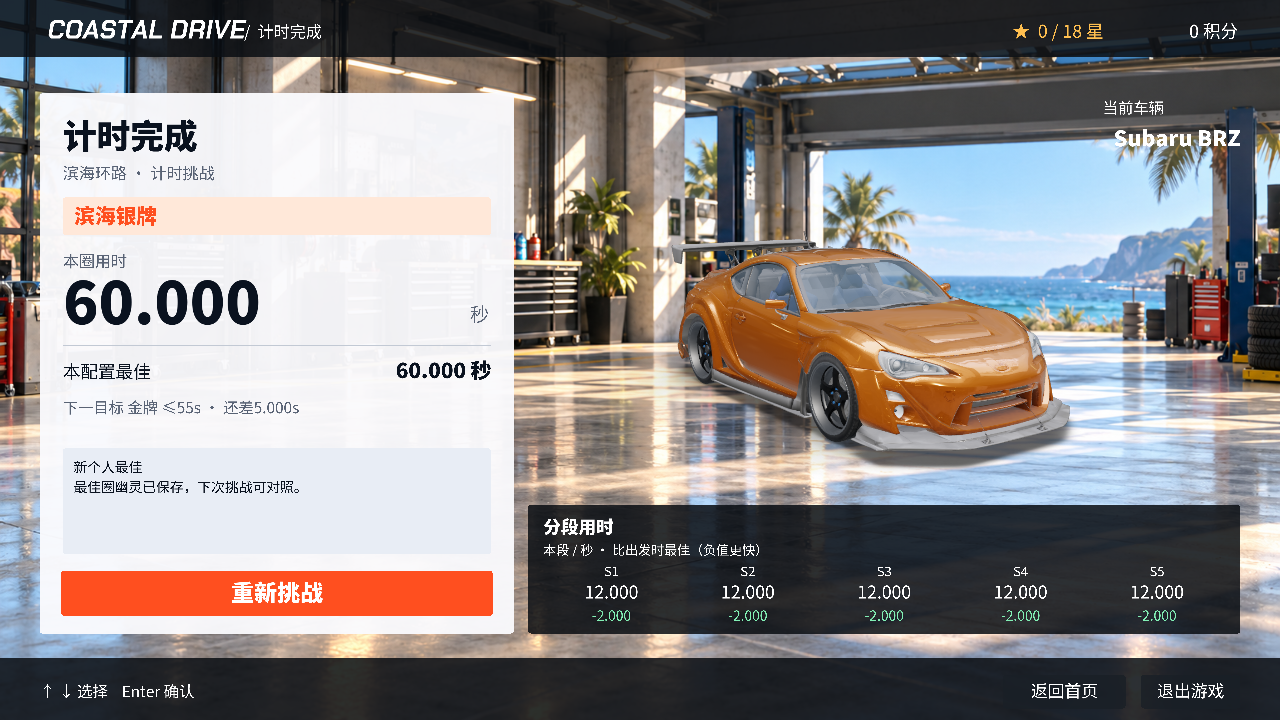 COASTAL DRIVE / 计时完成
★ 0 / 18 星
0 积分
当前车辆
Subaru BRZ
计时完成
滨海环路 · 计时挑战
滨海银牌
本圈用时
60.000 秒
本配置最佳 60.000 秒
下一目标 金牌 ≤55s · 还差5.000s
新个人最佳
最佳圈幽灵已保存，下次挑战可对照。
重新挑战
分段用时
本段 / 秒 · 比出发时最佳（负值更快）
S1 S2 S3 S4 S5
12.000 12.000 12.000 12.000 12.000
-2.000 -2.000 -2.000 -2.000 -2.000
↑ ↓ 选择 Enter 确认
返回首页
退出游戏